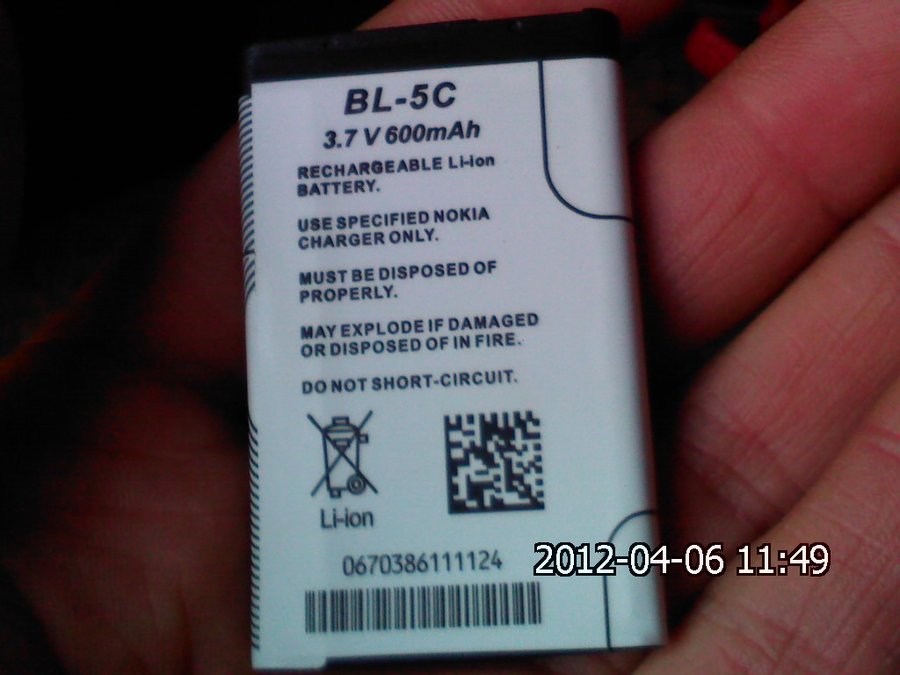 BL-5C
3.7 V 600mAh
RECHARGEABLE Li-ion
BATTERY.
USE SPECIFIED NOKIA
CHARGER ONLY.
MUST BE DISPOSED OF
PROPERLY.
MAY EXPLODE IF DAMAGED
OR DISPOSED OF IN FIRE.
DO NOT SHORT-CIRCUIT.
Li-ion
0670386111124
2012-04-06 11:49